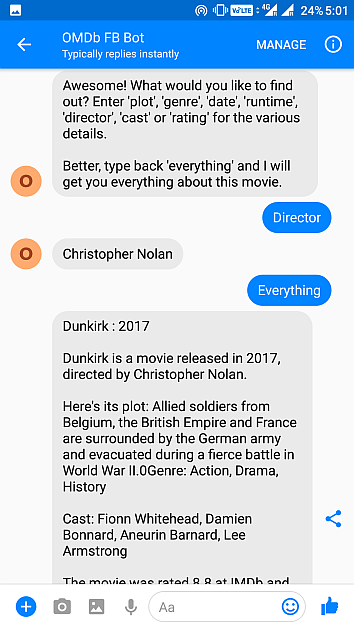 VoLTE 4G 24% 5:01
OMDb FB Bot
Typically replies instantly
MANAGE
Awesome! What would you like to find
out? Enter 'plot', 'genre', 'date', 'runtime',
'director', 'cast' or 'rating' for the various
details.
Better, type back 'everything' and I will
get you everything about this movie.
O
Director
O
Christopher Nolan
Everything
Dunkirk : 2017
Dunkirk is a movie released in 2017,
directed by Christopher Nolan.
Here's its plot: Allied soldiers from
Belgium, the British Empire and France
are surrounded by the German army
and evacuated during a fierce battle in
World War II.0Genre: Action, Drama,
History
Cast: Fionn Whitehead, Damien
Bonnard, Aneurin Barnard, Lee
Armstrong
The movie was rated 8.8 at IMDb and
Aa